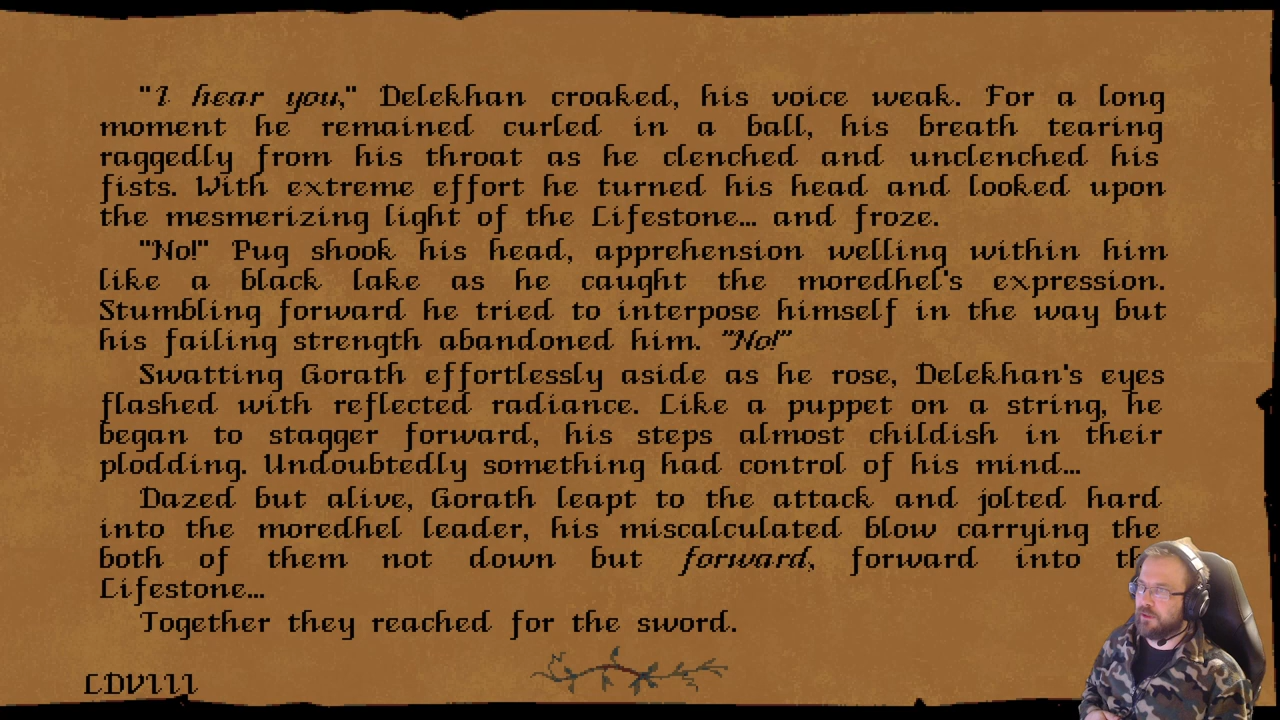 "I hear you," Delekhan croaked, his voice weak. For a long
moment he remained curled in a ball, his breath tearing
raggedly from his throat as he clenched and unclenched his
fists. With extreme effort he turned his head and looked upon
the mesmerizing light of the Lifestone... and froze.
"No!" Pug shook his head, apprehension welling within him
like a black lake as he caught the moredhel's expression.
Stumbling forward he tried to interpose himself in the way but
his failing strength abandoned him. "No!"
Swatting Gorath effortlessly aside as he rose, Delekhan's eyes
flashed with reflected radiance. Like a puppet on a string, he
began to stagger forward, his steps almost childish in their
plodding. Undoubtedly something had control of his mind...
Dazed but alive, Gorath leapt to the attack and jolted hard
into the moredhel leader, his miscalculated blow carrying the
both of them not down but forward, forward into the
Lifestone...
Together they reached for the sword.
CDVIII